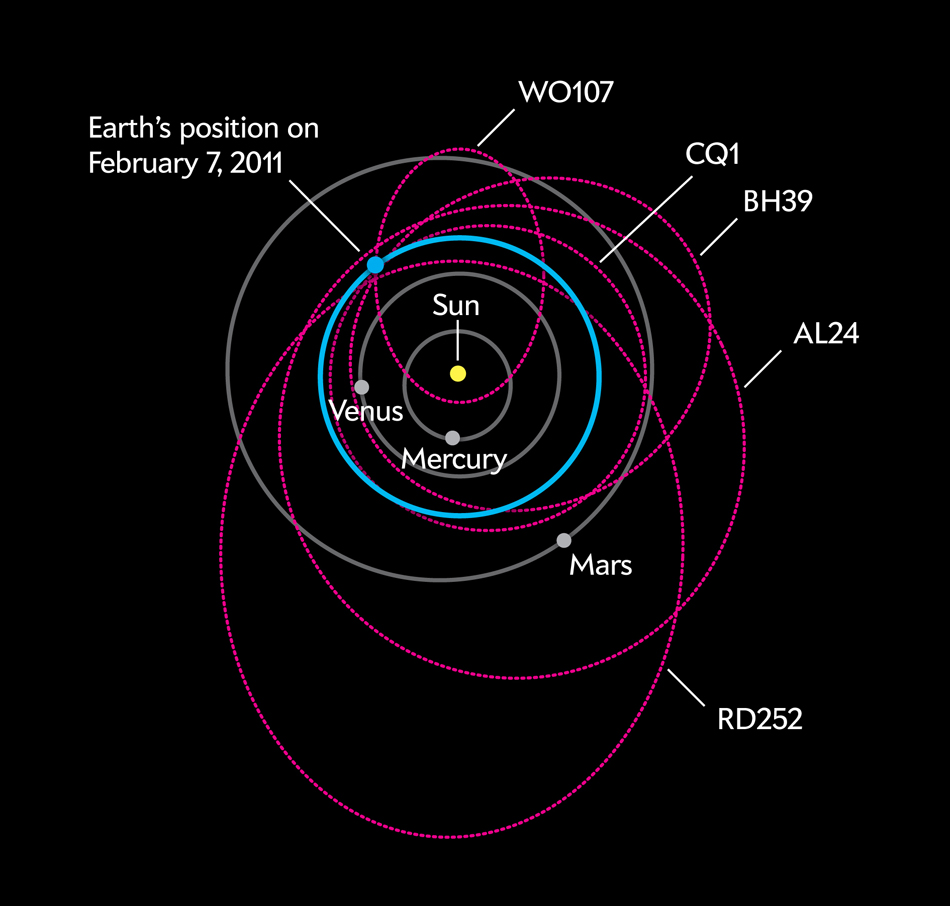 WO107
Earth's position on
February 7, 2011
CQ1
BH39
Sun
AL24
Venus
Mercury
Mars
RD252